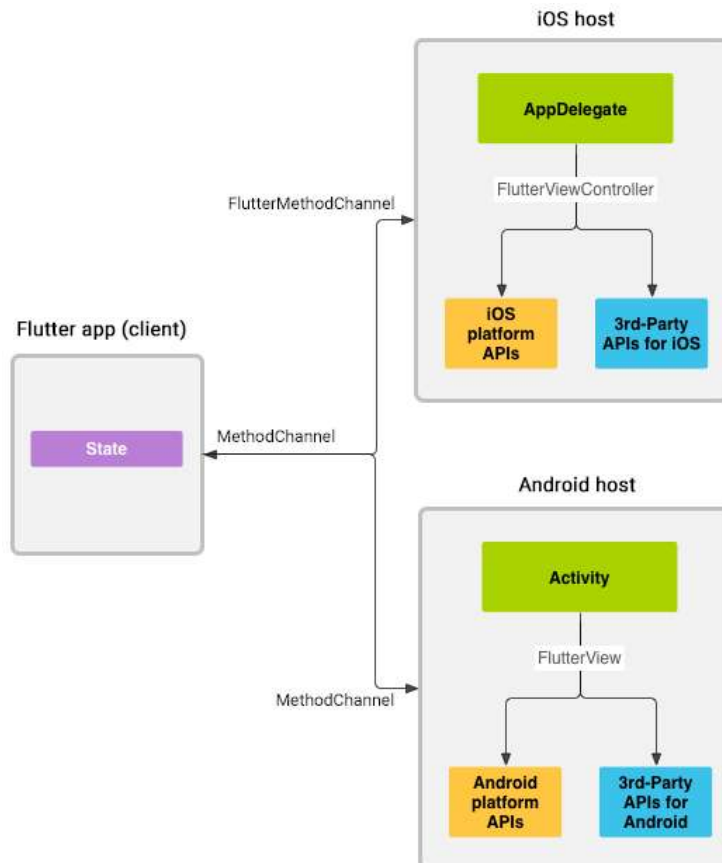 iOS host
AppDelegate
FlutterViewController
FlutterMethodChannel
iOS
platform
APIs
3rd-Party
APIs for iOS
Flutter app (client)
State
MethodChannel
Android host
Activity
FlutterView
MethodChannel
Android
platform
APIs
3rd-Party
APIs for
Android